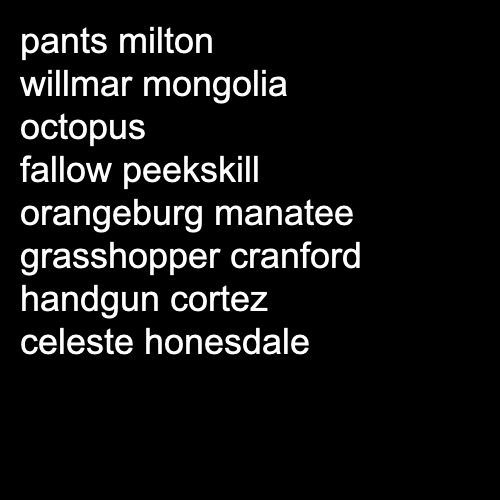 pants milton
willmar mongolia
octopus
fallow peekskill
orangeburg manatee
grasshopper cranford
handgun cortez
celeste honesdale